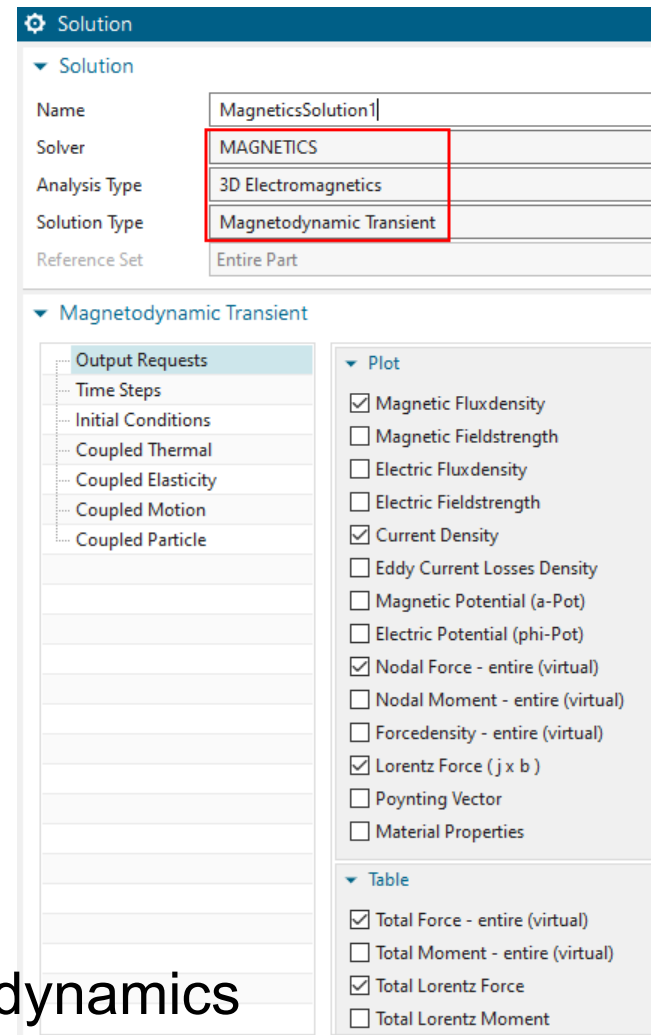 Solution
Solution
Name MagneticsSolution1
Solver MAGNETICS
Analysis Type 3D Electromagnetics
Solution Type Magnetodynamic Transient
Reference Set Entire Part
Magnetodynamic Transient
Output Requests
Time Steps
Initial Conditions
Coupled Thermal
Coupled Elasticity
Coupled Motion
Coupled Particle
Plot
Magnetic Fluxdensity
Magnetic Fieldstrength
Electric Fluxdensity
Electric Fieldstrength
Current Density
Eddy Current Losses Density
Magnetic Potential (a-Pot)
Electric Potential (phi-Pot)
Nodal Force - entire (virtual)
Nodal Moment - entire (virtual)
Forcedensity - entire (virtual)
Lorentz Force ( j x b )
Poynting Vector
Material Properties
Table
Total Force - entire (virtual)
Total Moment - entire (virtual)
Total Lorentz Force
Total Lorentz Moment
dynamics